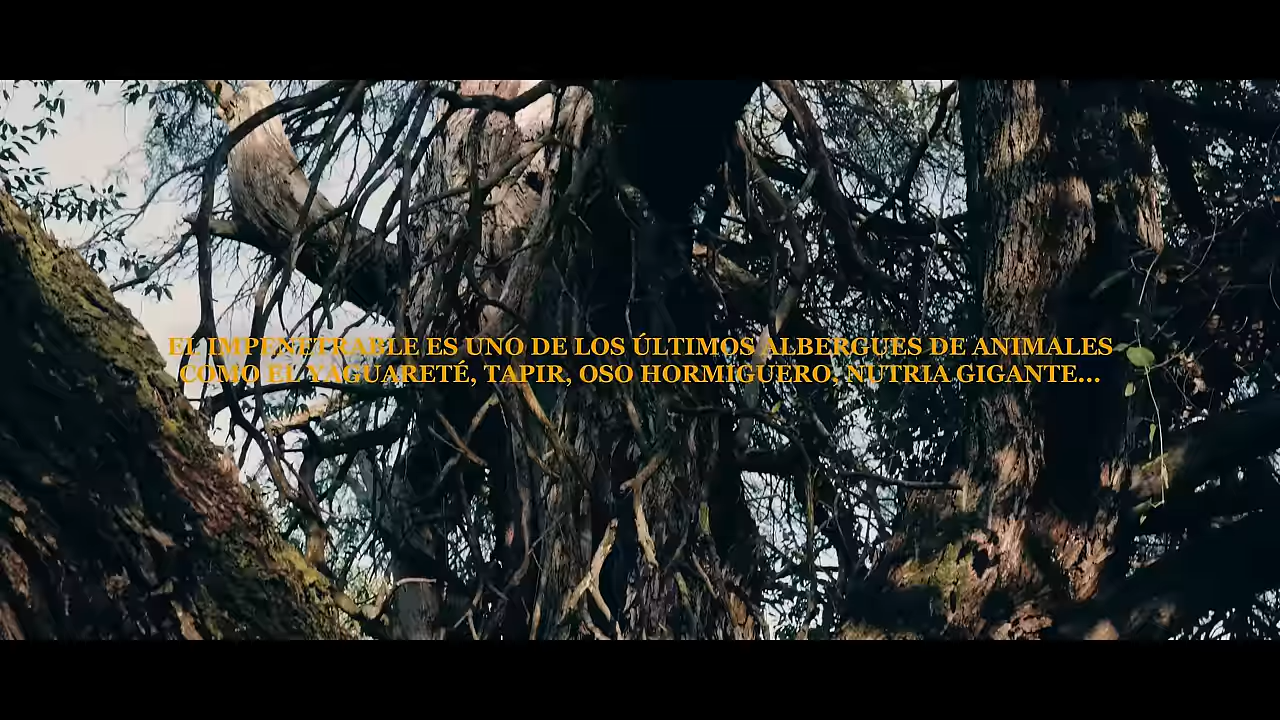 EL IMPENETRABLE ES UNO DE LOS ÚLTIMOS ALBERGUES DE ANIMALES
COMO EL YAGUARETÉ, TAPIR, OSO HORMIGUERO, NUTRIA GIGANTE...